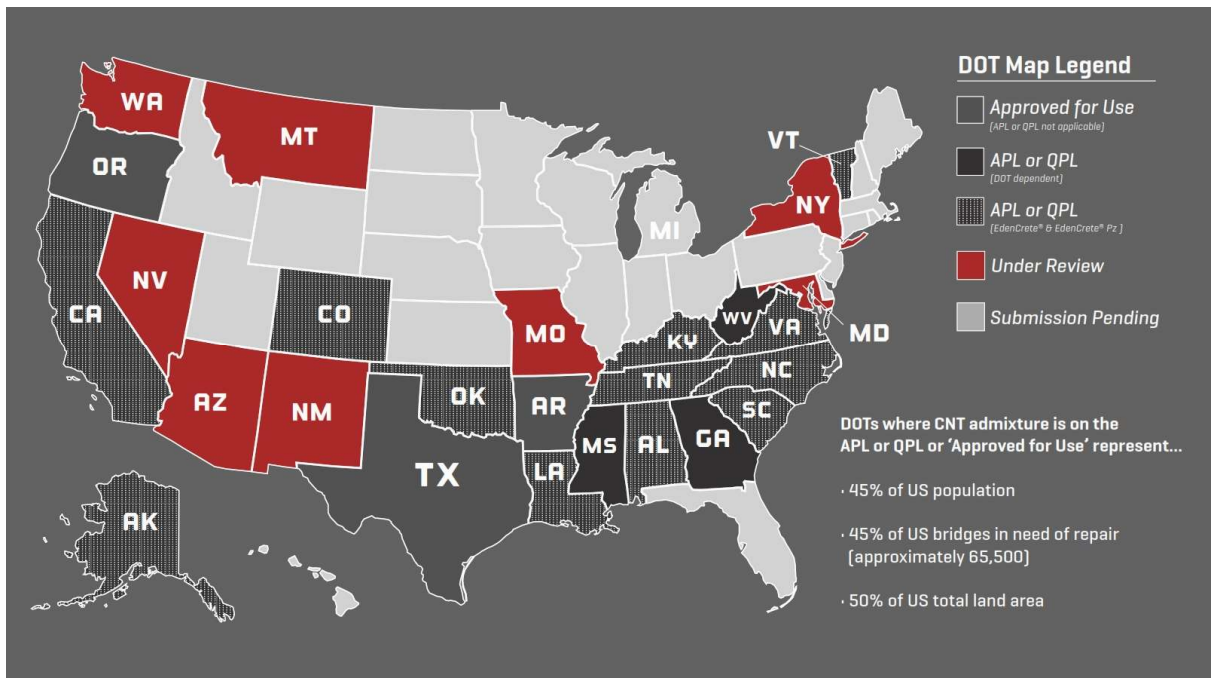 WA
MT
OR
VT
NY
MI
NV
CA
CO
MO
WV
VA
KY
MD
AZ
NM
OK
AR
TN
NC
SC
TX
LA
MS
AL
GA
AK
DOT Map Legend
Approved for Use
[APL or QPL not applicable]
APL or QPL
[DOT dependent]
APL or QPL
[EdenCrete® & EdenCrete® Pz ]
Under Review
Submission Pending
DOTs where CNT admixture is on the
APL or QPL or ‘Approved for Use’ represent...
· 45% of US population
· 45% of US bridges in need of repair
(approximately 65,500)
· 50% of US total land area